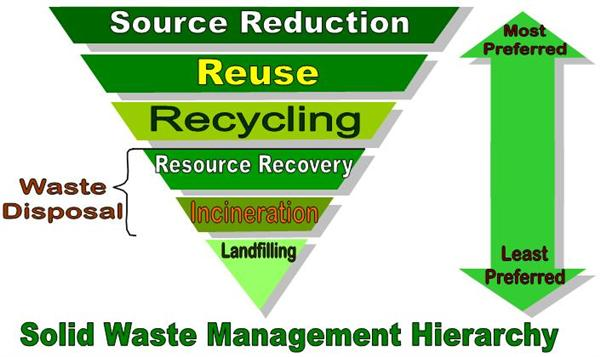 Source Reduction
Reuse
Recycling
Resource Recovery
Incineration
Landfilling
Waste
Disposal
Most
Preferred
Least
Preferred
Solid Waste Management Hierarchy